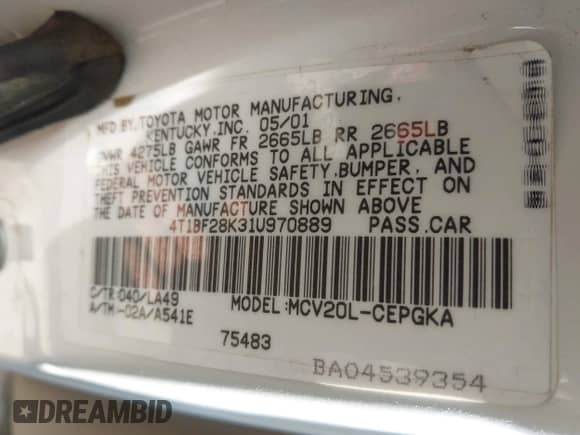 MFD BY.TOYOTA MOTOR MANUFACTURING,
KENTUCKY.INC. 05/01
GVWR 4275LB GAWR FR 2665LB RR 2665LB
THIS VEHICLE CONFORMS TO ALL APPLICABLE
FEDERAL MOTOR VEHICLE SAFETY.BUMPER, AND
THEFT PREVENTION STANDARDS IN EFFECT ON
THE DATE OF MANUFACTURE SHOWN ABOVE
4T1BF28K31U970889 PASS.CAR
C/TR:040/LA49 MODEL:MCV20L-CEPGKA
A/TM-02A/A541E
75483
BA04539354
DREAMBID